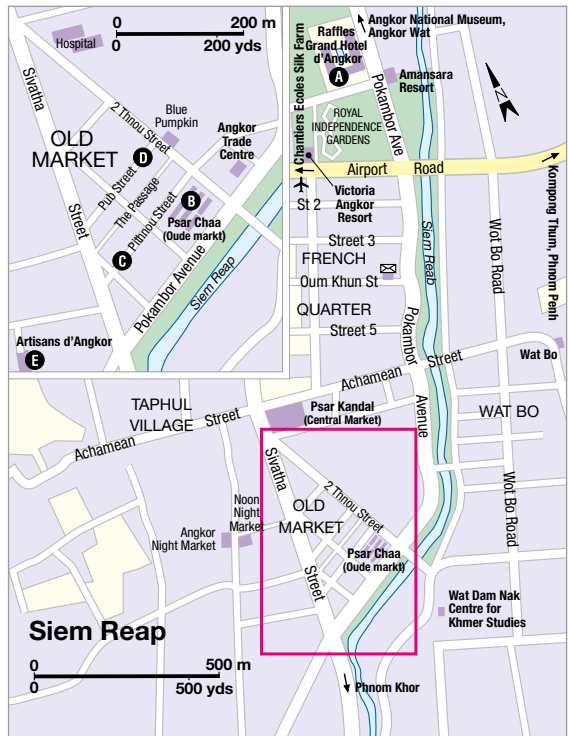 0 200 m
0 200 yds
Hospital
Sivatha
Street
2 Thnou Street
Blue
Pumpkin
OLD
MARKET
Angkor
Trade
Centre
D
Pub Street
The Passage
Pithnou Street
B
Psar Chaa
(Oude markt)
C
Pokambor Avenue
Siem Reap
Artisans d'Angkor
E
Chantiers Ecoles Silk Farm
Raffles
Grand Hotel
d'Angkor
A
Angkor National Museum,
Angkor Wat
Pokambor Ave
Amansara
Resort
ROYAL
INDEPENDENCE
GARDENS
Airport Road
Victoria
Angkor
Resort
Kompong Thum, Phnom Penh
N
St 2
Street 3
FRENCH
Oum Khun St
QUARTER
Street 5
Siem Reab
Wot Bo Road
Pokambor
Avenue
Wat Bo
Achamean Street
TAPHUL
VILLAGE
Achamean Street
Psar Kandal
(Central Market)
WAT BO
Wot Bo Road
Sivatha
Street
2 Thnou Street
OLD
MARKET
Noon
Night
Market
Angkor
Night Market
Psar Chaa
(Oude markt)
Wat Dam Nak
Centre for
Khmer Studies
Siem Reap
0 500 m
0 500 yds
Phnom Khor